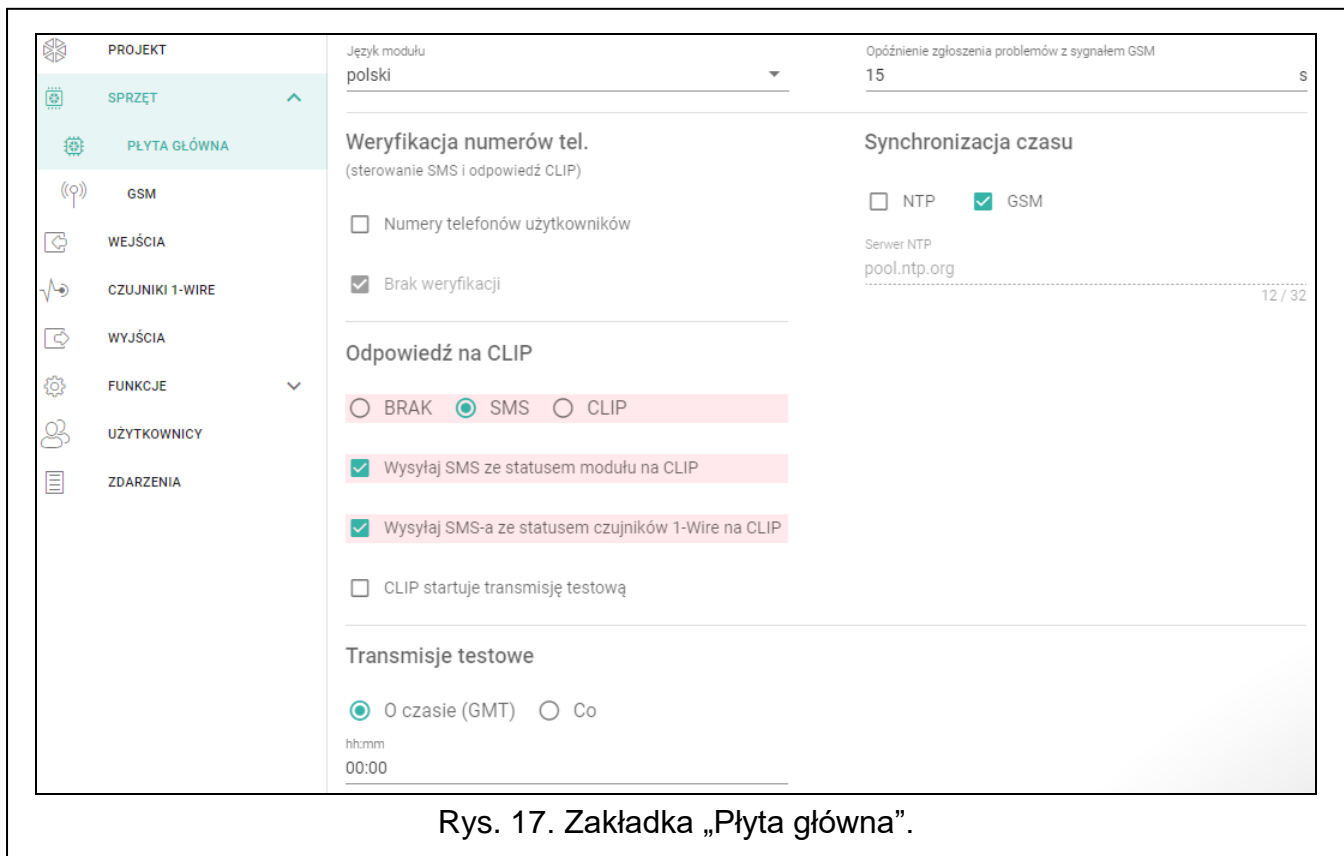 PROJEKT
SPRZĘT
PŁYTA GŁÓWNA
GSM
WEJŚCIA
CZUJNIKI 1-WIRE
WYJŚCIA
FUNKCJE
UŻYTKOWNICY
ZDARZENIA
Język modułu
polski
Opóźnienie zgłoszenia problemów z sygnałem GSM
15 s
Weryfikacja numerów tel.
(sterowanie SMS i odpowiedź CLIP)
Numery telefonów użytkowników
Brak weryfikacji
Synchronizacja czasu
NTP GSM
Serwer NTP
pool.ntp.org
12 / 32
Odpowiedź na CLIP
BRAK SMS CLIP
Wysyłaj SMS ze statusem modułu na CLIP
Wysyłaj SMS-a ze statusem czujników 1-Wire na CLIP
CLIP startuje transmisję testową
Transmisje testowe
O czasie (GMT) Co
hh:mm
00:00
Rys. 17. Zakładka „Płyta główna”.